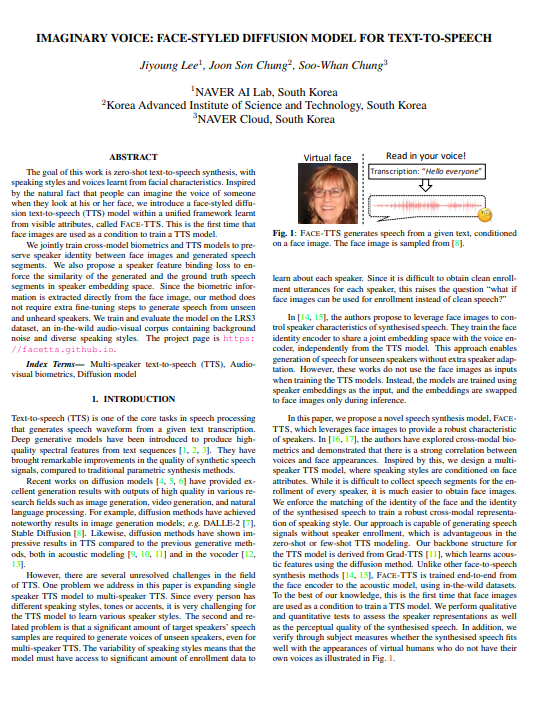 IMAGINARY VOICE: FACE-STYLED DIFFUSION MODEL FOR TEXT-TO-SPEECH
Jiyoung Lee1, Joon Son Chung2, Soo-Whan Chung3
1NAVER AI Lab, South Korea
2Korea Advanced Institute of Science and Technology, South Korea
3NAVER Cloud, South Korea
ABSTRACT
The goal of this work is zero-shot text-to-speech synthesis, with
speaking styles and voices learnt from facial characteristics. Inspired
by the natural fact that people can imagine the voice of someone
when they look at his or her face, we introduce a face-styled diffu-
sion text-to-speech (TTS) model within a unified framework learnt
from visible attributes, called FACE-TTS. This is the first time that
face images are used as a condition to train a TTS model.
We jointly train cross-model biometrics and TTS models to pre-
serve speaker identity between face images and generated speech
segments. We also propose a speaker feature binding loss to en-
force the similarity of the generated and the ground truth speech
segments in speaker embedding space. Since the biometric infor-
mation is extracted directly from the face image, our method does
not require extra fine-tuning steps to generate speech from unseen
and unheard speakers. We train and evaluate the model on the LRS3
dataset, an in-the-wild audio-visual corpus containing background
noise and diverse speaking styles. The project page is https:
//facetts.github.io.
Index Terms— Multi-speaker text-to-speech (TTS), Audio-
visual biometrics, Diffusion model
1. INTRODUCTION
Text-to-speech (TTS) is one of the core tasks in speech processing
that generates speech waveform from a given text transcription.
Deep generative models have been introduced to produce high-
quality spectral features from text sequences [1, 2, 3]. They have
brought remarkable improvements in the quality of synthetic speech
signals, compared to traditional parametric synthesis methods.
Recent works on diffusion models [4, 5, 6] have provided ex-
cellent generation results with outputs of high quality in various re-
search fields such as image generation, video generation, and natural
language processing. For example, diffusion methods have achieved
noteworthy results in image generation models; e.g. DALLE-2 [7],
Stable Diffusion [8]. Likewise, diffusion methods have shown im-
pressive results in TTS compared to the previous generative meth-
ods, both in acoustic modeling [9, 10, 11] and in the vocoder [12,
13].
However, there are several unresolved challenges in the field
of TTS. One problem we address in this paper is expanding single
speaker TTS model to multi-speaker TTS. Since every person has
different speaking styles, tones or accents, it is very challenging for
the TTS model to learn various speaker styles. The second and re-
lated problem is that a significant amount of target speakers' speech
samples are required to generate voices of unseen speakers, even for
multi-speaker TTS. The variability of speaking styles means that the
model must have access to significant amount of enrollment data to
Virtual face
Read in your voice!
Transcription: "Hello everyone"
Fig. 1: FACE-TTS generates speech from a given text, conditioned
on a face image. The face image is sampled from [8].
learn about each speaker. Since it is difficult to obtain clean enroll-
ment utterances for each speaker, this raises the question "what if
face images can be used for enrollment instead of clean speech?"
In [14, 15], the authors propose to leverage face images to con-
trol speaker characteristics of synthesised speech. They train the face
identity encoder to share a joint embedding space with the voice en-
coder, independently from the TTS model. This approach enables
generation of speech for unseen speakers without extra speaker adap-
tation. However, these works do not use the face images as inputs
when training the TTS models. Instead, the models are trained using
speaker embeddings as the input, and the embeddings are swapped
to face images only during inference.
In this paper, we propose a novel speech synthesis model, FACE-
TTS, which leverages face images to provide a robust characteristic
of speakers. In [16, 17], the authors have explored cross-modal bio-
metrics and demonstrated that there is a strong correlation between
voices and face appearances. Inspired by this, we design a multi-
speaker TTS model, where speaking styles are conditioned on face
attributes. While it is difficult to collect speech segments for the en-
rollment of every speaker, it is much easier to obtain face images.
We enforce the matching of the identity of the face and the identity
of the synthesised speech to train a robust cross-modal representa-
tion of speaking style. Our approach is capable of generating speech
signals without speaker enrollment, which is advantageous in the
zero-shot or few-shot TTS modeling. Our backbone structure for
the TTS model is derived from Grad-TTS [11], which learns acous-
tic features using the diffusion method. Unlike other face-to-speech
synthesis methods [14, 15], FACE-TTS is trained end-to-end from
the face encoder to the acoustic model, using in-the-wild datasets.
To the best of our knowledge, this is the first time that face images
are used as a condition to train a TTS model. We perform qualitative
and quantitative tests to assess the speaker representations as well
as the perceptual quality of the synthesised speech. In addition, we
verify through subject measures whether the synthesised speech fits
well with the appearances of virtual humans who do not have their
own voices as illustrated in Fig. 1.